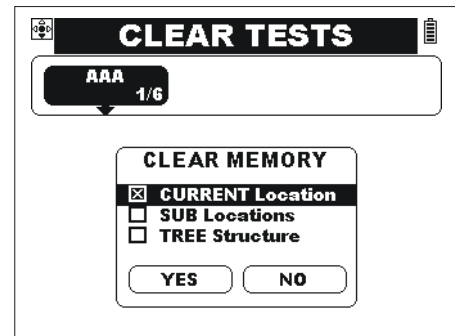 CLEAR TESTS
AAA
1/6
CLEAR MEMORY
CURRENT Location
SUB Locations
TREE Structure
YES NO